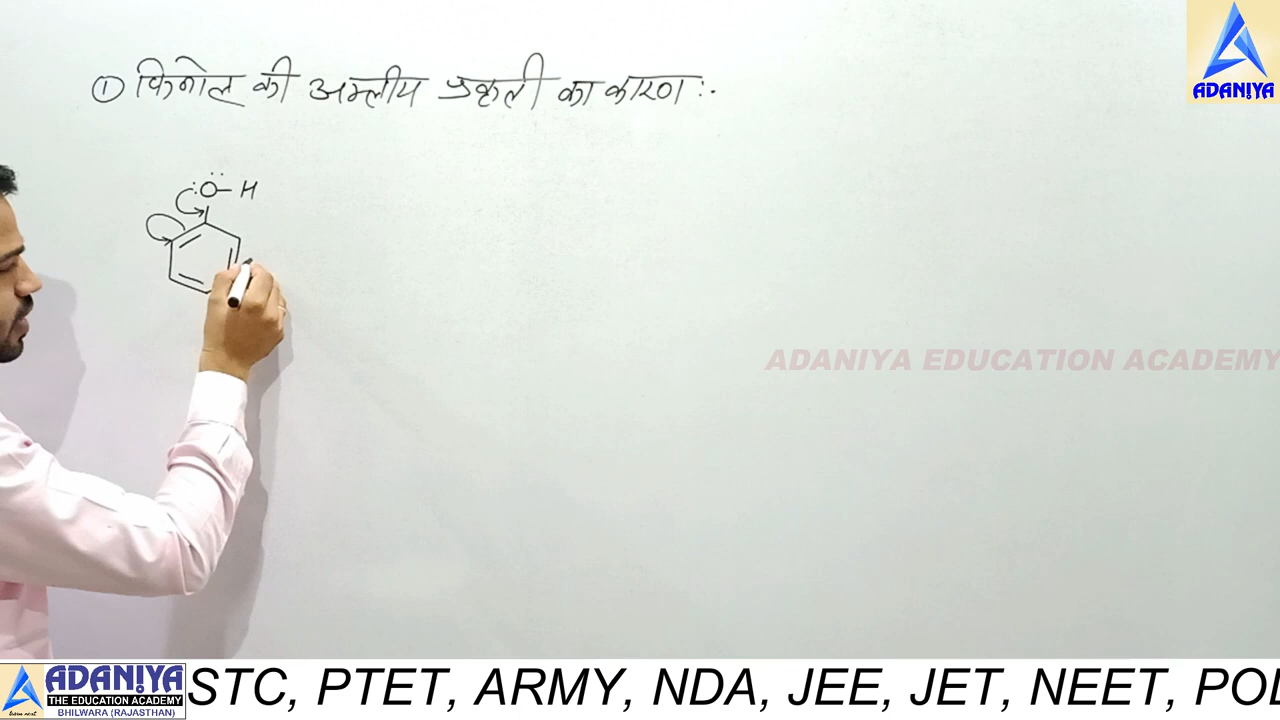 ① फिनोल की अम्लीय प्रकृती का कारण :-
ADANIYA
:Ö–H
ADANIYA EDUCATION ACADEMY
ADANIYA
THE EDUCATION ACADEMY
BHILWARA (RAJASTHAN)
STC, PTET, ARMY, NDA, JEE, JET, NEET, POL